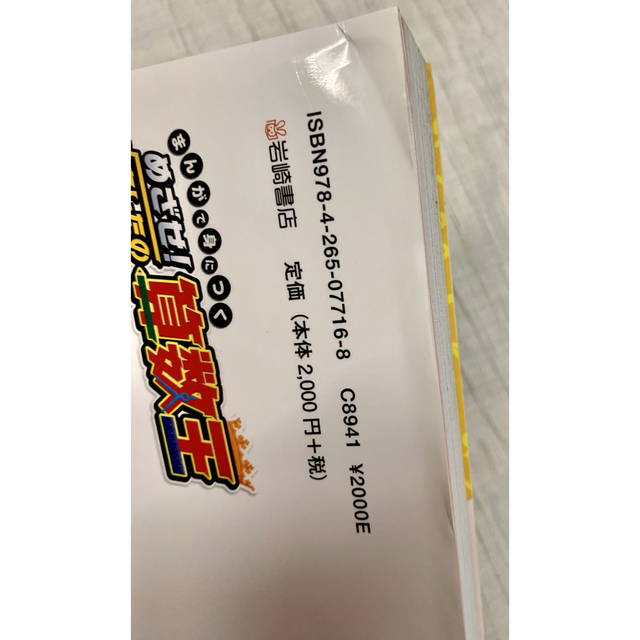 ISBN978-4-265-07716-8 C8941 ¥2000E
岩崎書店 定価（本体2,000円＋税）
まんがで身につく
めざせ!
算数王